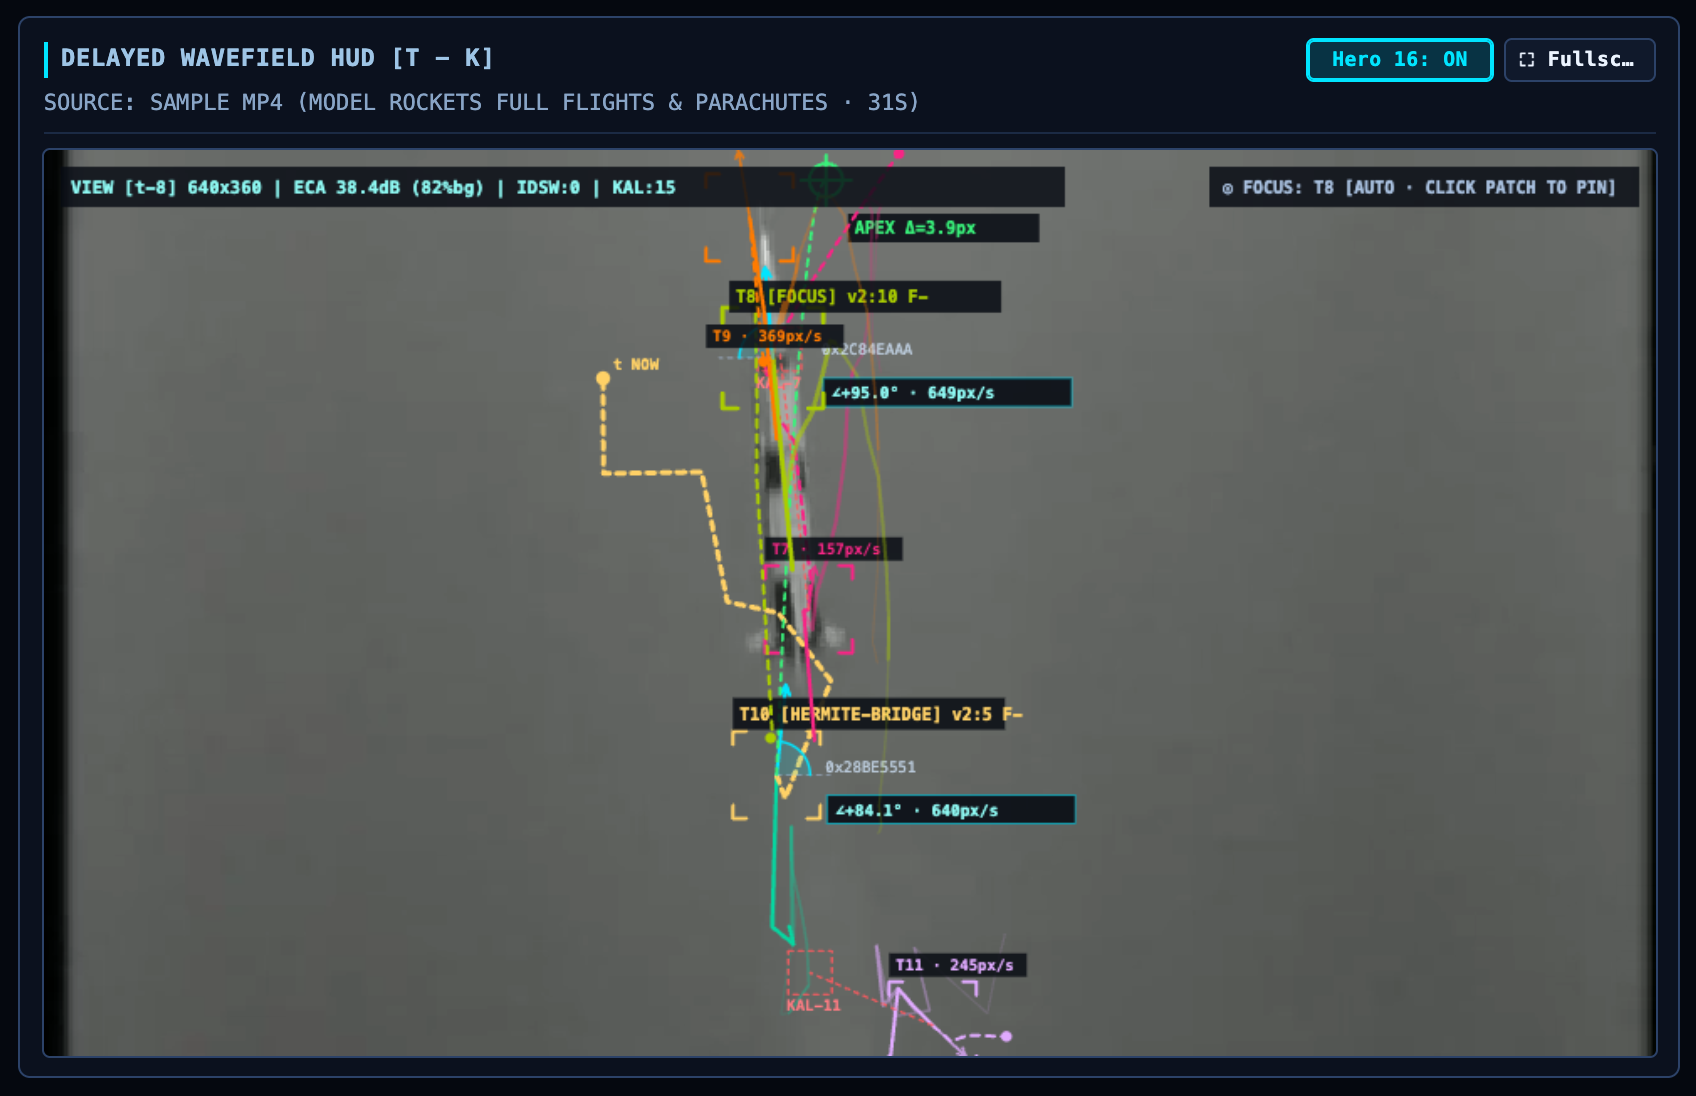 DELAYED WAVEFIELD HUD [T - K]
Hero 16: ON
Fullsc…
SOURCE: SAMPLE MP4 (MODEL ROCKETS FULL FLIGHTS & PARACHUTES · 31S)
VIEW [t-8] 640x360 | ECA 38.4dB (82%bg) | IDSW:0 | KAL:15
◎ FOCUS: T8 [AUTO · CLICK PATCH TO PIN]
APEX Δ=3.9px
T8 [FOCUS] v2:10 F-
T9 · 369px/s
0x2C84EAAA
t NOW
∠+95.0° · 649px/s
T7 · 157px/s
T10 [HERMITE-BRIDGE] v2:5 F-
0x28BE5551
∠+84.1° · 640px/s
T11 · 245px/s
KAL-11